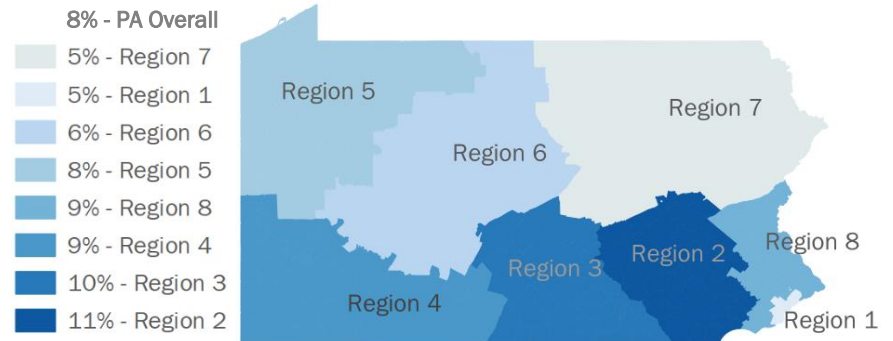 8% - PA Overall
5% - Region 7
5% - Region 1
6% - Region 6
8% - Region 5
9% - Region 8
9% - Region 4
10% - Region 3
11% - Region 2
Region 5
Region 7
Region 6
Region 8
Region 2
Region 3
Region 4
Region 1